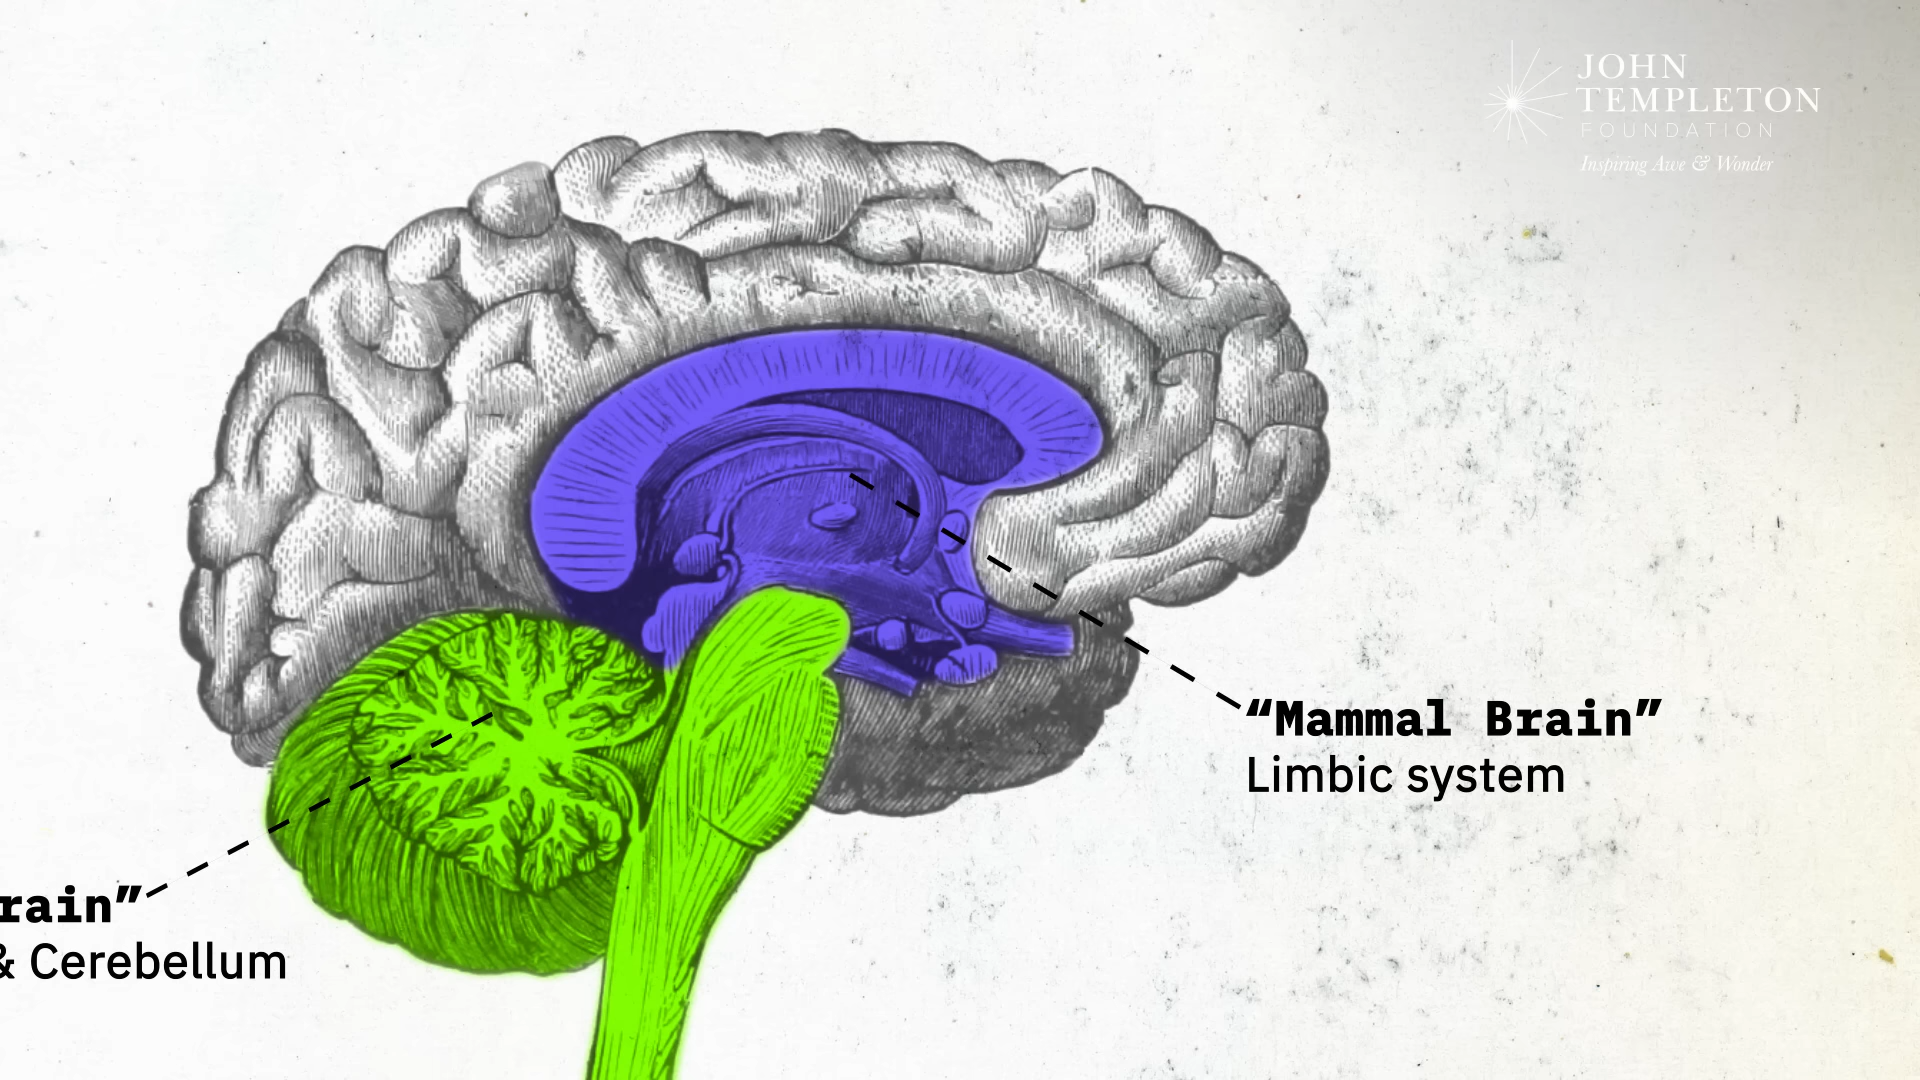 JOHN
TEMPLETON
FOUNDATION
Inspiring Awe & Wonder
“Mammal Brain”
Limbic system
rain”
& Cerebellum